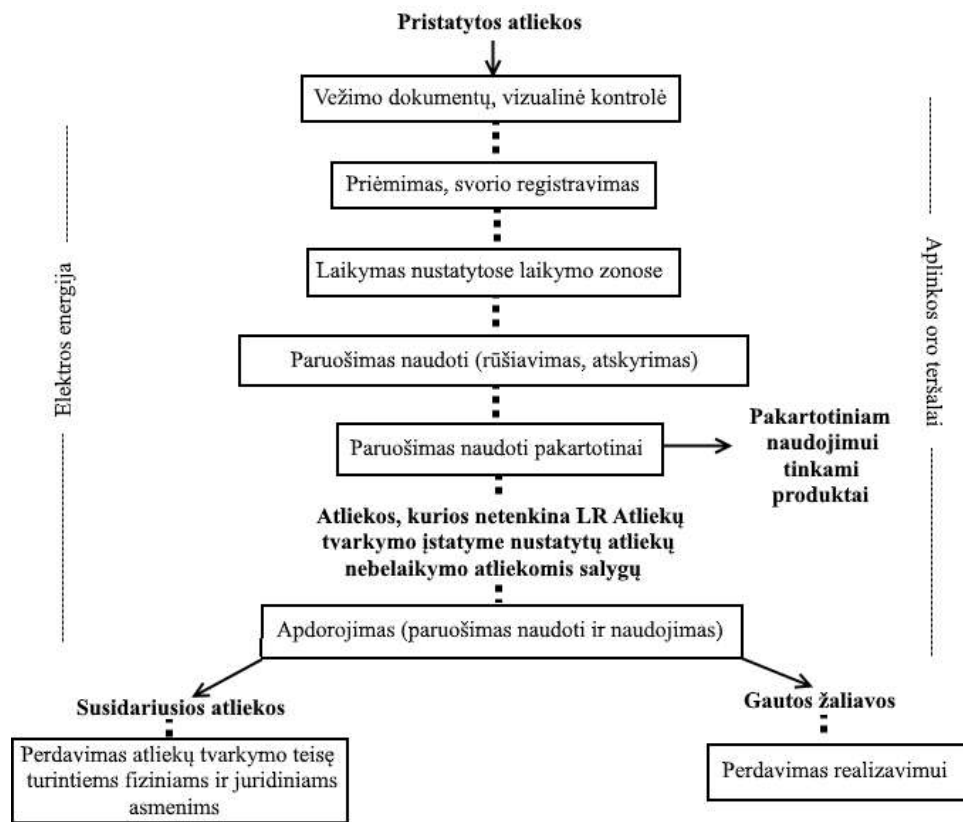 Pristatytos atliekos
Vežimo dokumentų, vizualinė kontrolė
Priėmimas, svorio registravimas
Laikymas nustatytose laikymo zonose
Elektros energija
Aplinkos oro teršalai
Paruošimas naudoti (rūšiavimas, atskyrimas)
Paruošimas naudoti pakartotinai
Pakartotiniam
naudojimui
tinkami
produktai
Atliekos, kurios netenkina LR Atliekų
tvarkymo įstatyme nustatytų atliekų
nebelaikymo atliekomis salygų
Apdorojimas (paruošimas naudoti ir naudojimas)
Susidariusios atliekos
Gautos žaliavos
Perdavimas atliekų tvarkymo teisę
turintiems fiziniams ir juridiniams
asmenims
Perdavimas realizavimui